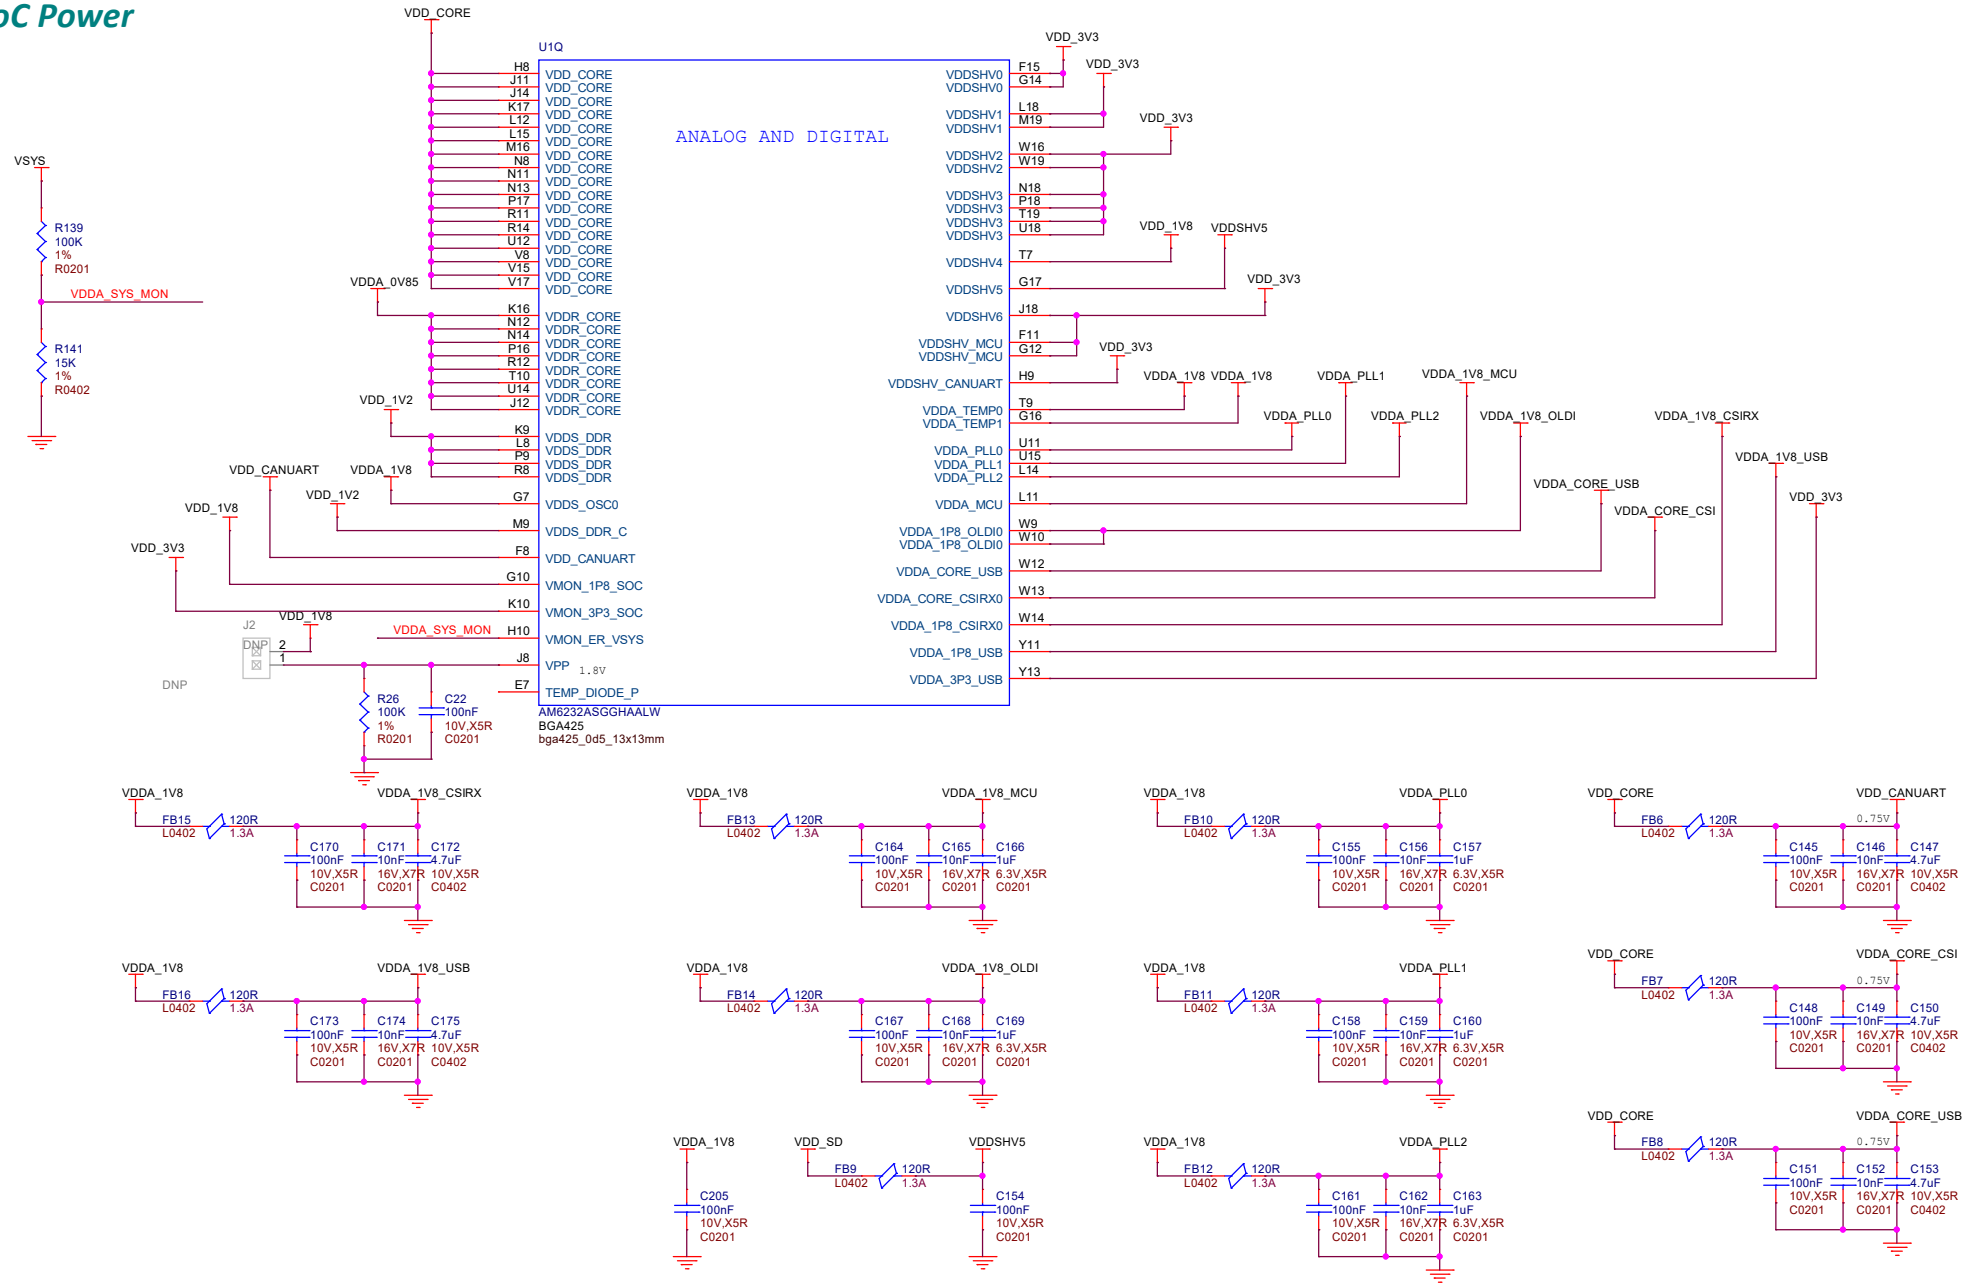 oC Power
VDD_CORE
U1Q
ANALOG AND DIGITAL
H8 VDD_CORE
J11 VDD_CORE
J14 VDD_CORE
K17 VDD_CORE
L12 VDD_CORE
L15 VDD_CORE
M16 VDD_CORE
N8 VDD_CORE
N11 VDD_CORE
N13 VDD_CORE
P17 VDD_CORE
R11 VDD_CORE
R14 VDD_CORE
U12 VDD_CORE
V8 VDD_CORE
V15 VDD_CORE
V17 VDD_CORE
VDDA_0V85
K16 VDDR_CORE
N12 VDDR_CORE
N14 VDDR_CORE
P16 VDDR_CORE
R12 VDDR_CORE
T10 VDDR_CORE
U14 VDDR_CORE
J12 VDDR_CORE
VDD_1V2
K9 VDDS_DDR
L8 VDDS_DDR
P9 VDDS_DDR
R8 VDDS_DDR
VDDA_1V8
G7 VDDS_OSC0
VDD_1V2
M9 VDDS_DDR_C
VDD_CANUART
F8 VDD_CANUART
VDD_1V8
G10 VMON_1P8_SOC
VDD_3V3
K10 VMON_3P3_SOC
VDDA_SYS_MON
H10 VMON_ER_VSYS
J8 VPP 1.8V
E7 TEMP_DIODE_P
AM6232ASGGHAALW
BGA425
bga425_0d5_13x13mm
VSYS
R139
100K
1%
R0201
VDDA_SYS_MON
R141
15K
1%
R0402
J2
DNP
2
1
VDD_1V8
DNP
R26
100K
1%
R0201
C22
100nF
10V,X5R
C0201
VDD_3V3
VDDSHV0 F15
VDDSHV0 G14
VDD_3V3
VDDSHV1 L18
VDDSHV1 M19
VDD_3V3
VDDSHV2 W16
VDDSHV2 W19
VDDSHV3 N18
VDDSHV3 P18
VDDSHV3 T19
VDDSHV3 U18
VDD_1V8
VDDSHV4 T7
VDDSHV5
VDDSHV5 G17
VDD_3V3
VDDSHV6 J18
VDDSHV_MCU F11
VDDSHV_MCU G12
VDD_3V3
VDDSHV_CANUART H9
VDDA_1V8
VDDA_1V8
VDDA_TEMP0 T9
VDDA_TEMP1 G16
VDDA_PLL0
VDDA_PLL1
VDDA_PLL2
VDDA_PLL0 U11
VDDA_PLL1 U15
VDDA_PLL2 L14
VDDA_1V8_MCU
VDDA_MCU L11
VDDA_1V8_OLDI
VDDA_1P8_OLDI0 W9
VDDA_1P8_OLDI0 W10
VDDA_CORE_USB
VDDA_CORE_USB W12
VDDA_CORE_CSI
VDDA_CORE_CSIRX0 W13
VDDA_1V8_CSIRX
VDDA_1P8_CSIRX0 W14
VDDA_1V8_USB
VDDA_1P8_USB Y11
VDD_3V3
VDDA_3P3_USB Y13
VDDA_1V8
FB15
L0402
120R
1.3A
VDDA_1V8_CSIRX
C170
100nF
10V,X5R
C0201
C171
10nF
16V,X7R
C0201
C172
4.7uF
10V,X5R
C0402
VDDA_1V8
FB13
L0402
120R
1.3A
VDDA_1V8_MCU
C164
100nF
10V,X5R
C0201
C165
10nF
16V,X7R
C0201
C166
1uF
6.3V,X5R
C0201
VDDA_1V8
FB10
L0402
120R
1.3A
VDDA_PLL0
C155
100nF
10V,X5R
C0201
C156
10nF
16V,X7R
C0201
C157
1uF
6.3V,X5R
C0201
VDD_CORE
FB6
L0402
120R
1.3A
VDD_CANUART
0.75V
C145
100nF
10V,X5R
C0201
C146
10nF
16V,X7R
C0201
C147
4.7uF
10V,X5R
C0402
VDDA_1V8
FB16
L0402
120R
1.3A
VDDA_1V8_USB
C173
100nF
10V,X5R
C0201
C174
10nF
16V,X7R
C0201
C175
4.7uF
10V,X5R
C0402
VDDA_1V8
FB14
L0402
120R
1.3A
VDDA_1V8_OLDI
C167
100nF
10V,X5R
C0201
C168
10nF
16V,X7R
C0201
C169
1uF
6.3V,X5R
C0201
VDDA_1V8
FB11
L0402
120R
1.3A
VDDA_PLL1
C158
100nF
10V,X5R
C0201
C159
10nF
16V,X7R
C0201
C160
1uF
6.3V,X5R
C0201
VDD_CORE
FB7
L0402
120R
1.3A
VDDA_CORE_CSI
0.75V
C148
100nF
10V,X5R
C0201
C149
10nF
16V,X7R
C0201
C150
4.7uF
10V,X5R
C0402
VDDA_1V8
C205
100nF
10V,X5R
C0201
VDD_SD
FB9
L0402
120R
1.3A
VDDSHV5
C154
100nF
10V,X5R
C0201
VDDA_1V8
FB12
L0402
120R
1.3A
VDDA_PLL2
C161
100nF
10V,X5R
C0201
C162
10nF
16V,X7R
C0201
C163
1uF
6.3V,X5R
C0201
VDD_CORE
FB8
L0402
120R
1.3A
VDDA_CORE_USB
0.75V
C151
100nF
10V,X5R
C0201
C152
10nF
16V,X7R
C0201
C153
4.7uF
10V,X5R
C0402